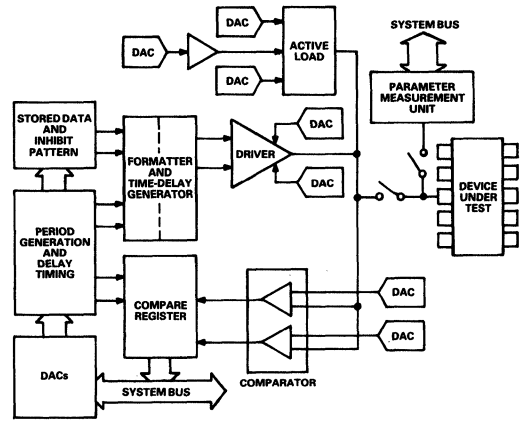 DAC
DAC
DAC
ACTIVE
LOAD
SYSTEM BUS
PARAMETER
MEASUREMENT
UNIT
STORED DATA
AND
INHIBIT
PATTERN
FORMATTER
AND
TIME-DELAY
GENERATOR
DRIVER
DAC
DAC
DEVICE
UNDER
TEST
PERIOD
GENERATION
AND
DELAY
TIMING
COMPARE
REGISTER
DAC
DAC
COMPARATOR
DACs
SYSTEM BUS